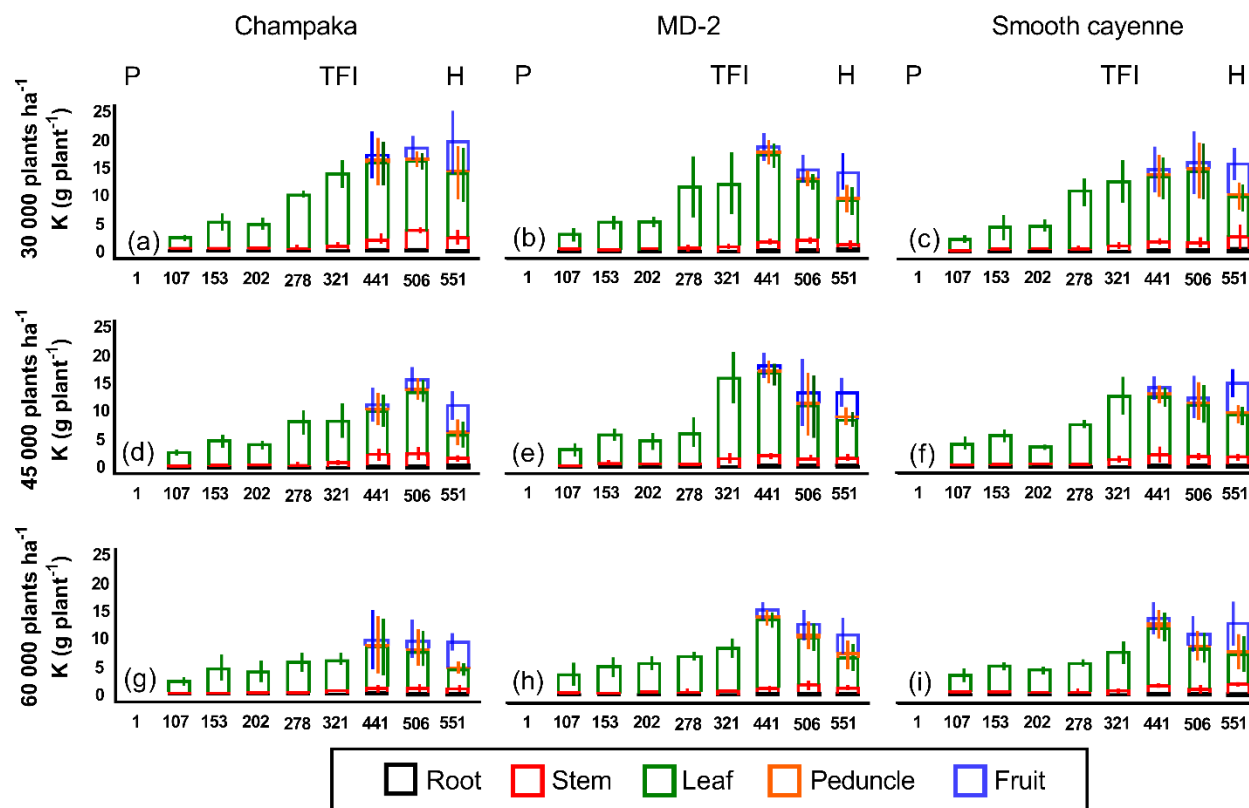 Champaka MD-2 Smooth cayenne
P TFI H P TFI H P TFI H
30 000 plants ha-1
K (g plant-1)
25
20
15
10
5
0
(a) (b) (c)
1 107 153 202 278 321 441 506 551 1 107 153 202 278 321 441 506 551 1 107 153 202 278 321 441 506 551
45 000 plants ha-1
K (g plant-1)
25
20
15
10
5
0
(d) (e) (f)
1 107 153 202 278 321 441 506 551 1 107 153 202 278 321 441 506 551 1 107 153 202 278 321 441 506 551
60 000 plants ha-1
K (g plant-1)
25
20
15
10
5
0
(g) (h) (i)
1 107 153 202 278 321 441 506 551 1 107 153 202 278 321 441 506 551 1 107 153 202 278 321 441 506 551
Root Stem Leaf Peduncle Fruit